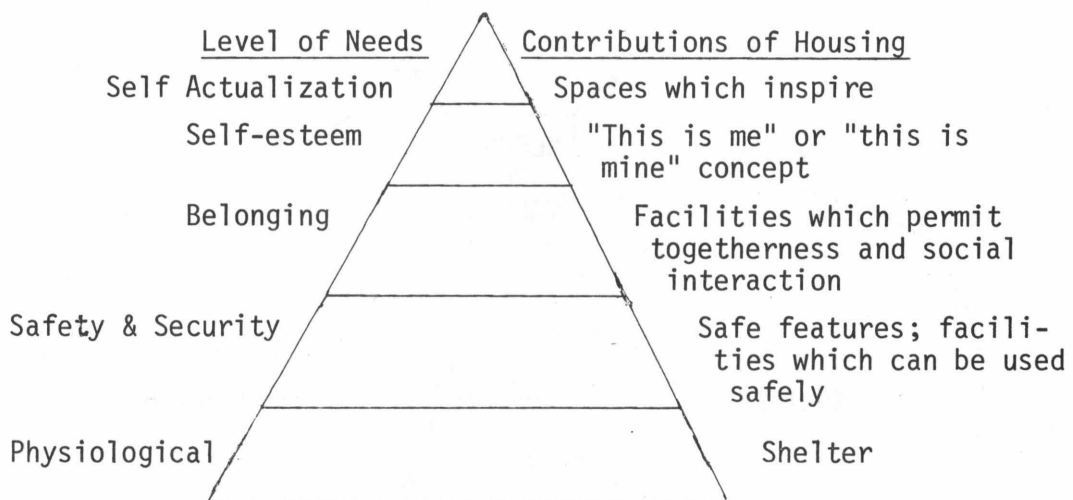 Level of Needs Contributions of Housing
Self Actualization Spaces which inspire
Self-esteem "This is me" or "this is
mine" concept
Belonging Facilities which permit
togetherness and social
interaction
Safety & Security Safe features; facili-
ties which can be used
safely
Physiological Shelter